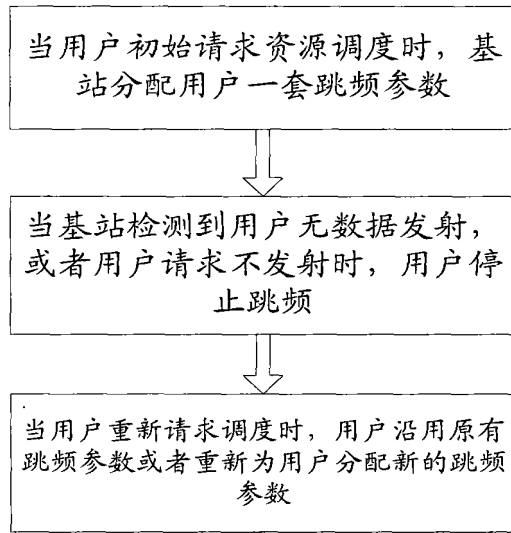 当用户初始请求资源调度时，基
站分配用户一套跳频参数
当基站检测到用户无数据发射，
或者用户请求不发射时，用户停
止跳频
当用户重新请求调度时，用户沿用原有
跳频参数或者重新为用户分配新的跳频
参数